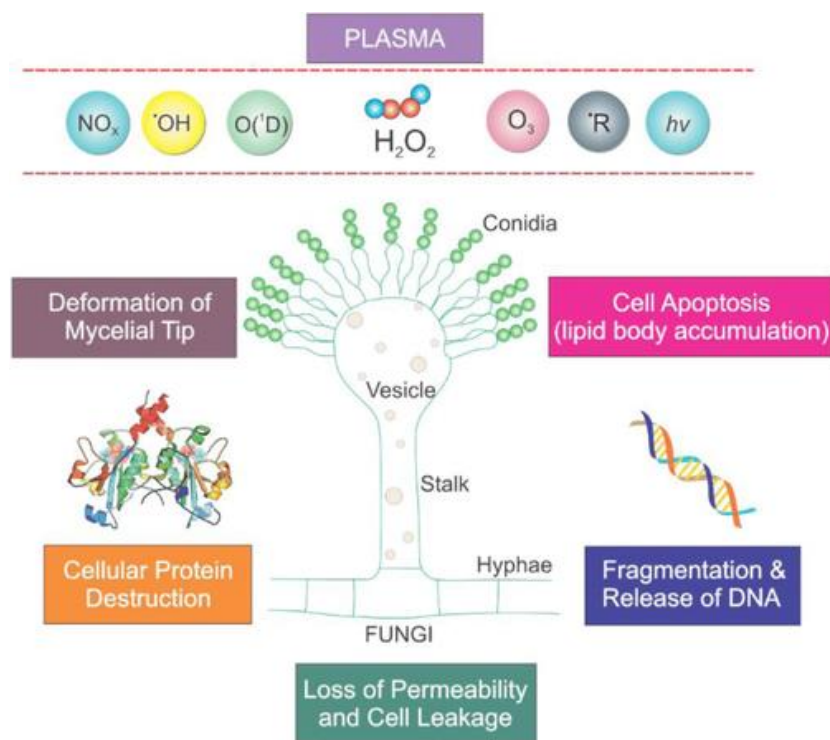 PLASMA
NOₓ
•OH
O(¹D)
H₂O₂
O₃
•R
hv
Conidia
Deformation of
Mycelial Tip
Cell Apoptosis
(lipid body accumulation)
Vesicle
Stalk
Hyphae
Cellular Protein
Destruction
Fragmentation &
Release of DNA
FUNGI
Loss of Permeability
and Cell Leakage